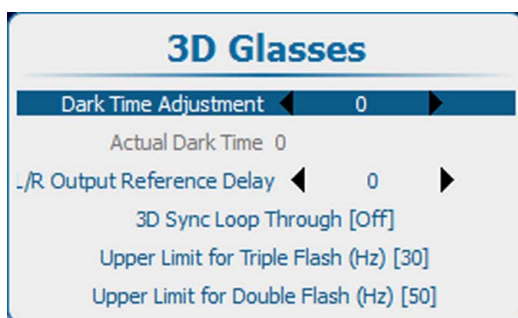 3D Glasses
Dark Time Adjustment 0
Actual Dark Time 0
/R Output Reference Delay 0
3D Sync Loop Through [Off]
Upper Limit for Triple Flash (Hz) [30]
Upper Limit for Double Flash (Hz) [50]